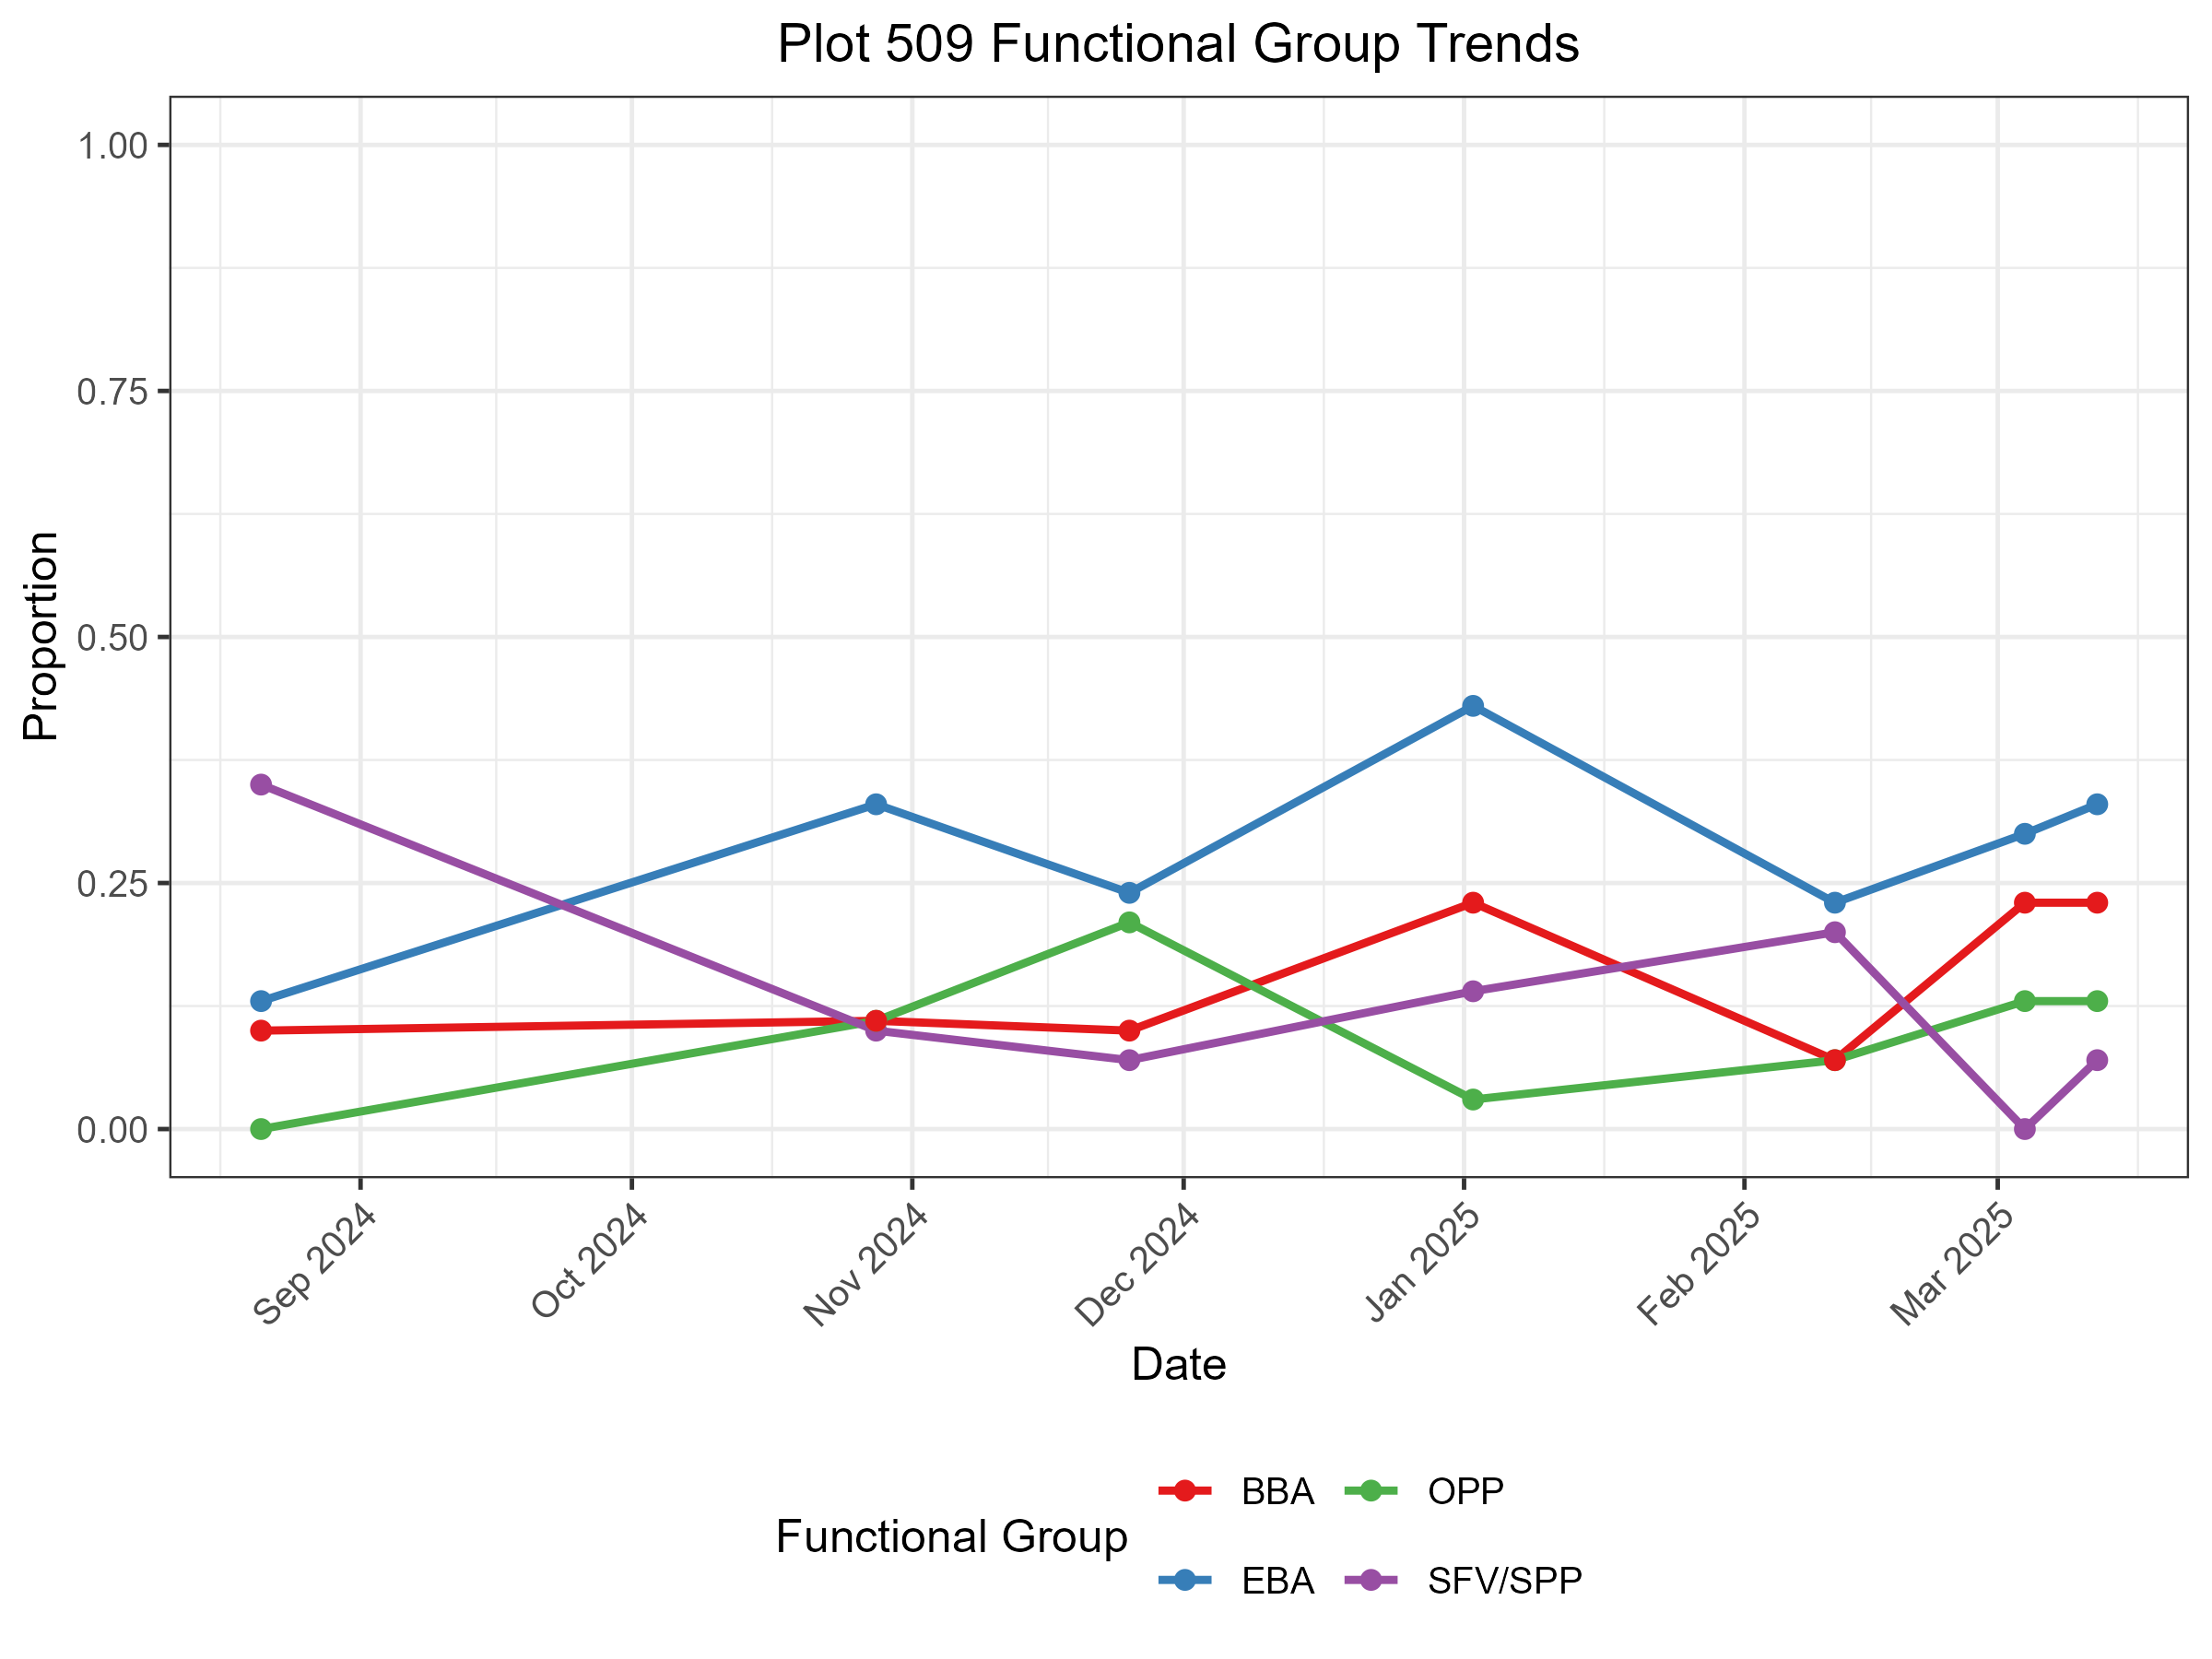 Plot 509 Functional Group Trends
1.00
0.75
0.50
0.25
0.00
Proportion
Sep 2024
Oct 2024
Nov 2024
Dec 2024
Jan 2025
Feb 2025
Mar 2025
Date
Functional Group
BBA
OPP
EBA
SFV/SPP